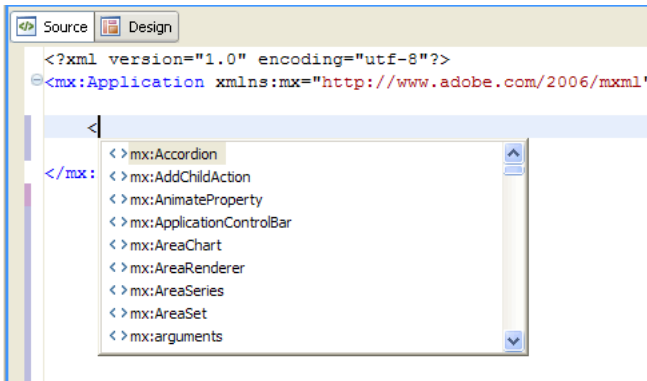 Source Design
<?xml version="1.0" encoding="utf-8"?>
<mx:Application xmlns:mx="http://www.adobe.com/2006/mxml"
<
mx:Accordion
</mx:
mx:AddChildAction
mx:AnimateProperty
mx:ApplicationControlBar
mx:AreaChart
mx:AreaRenderer
mx:AreaSeries
mx:AreaSet
mx:arguments